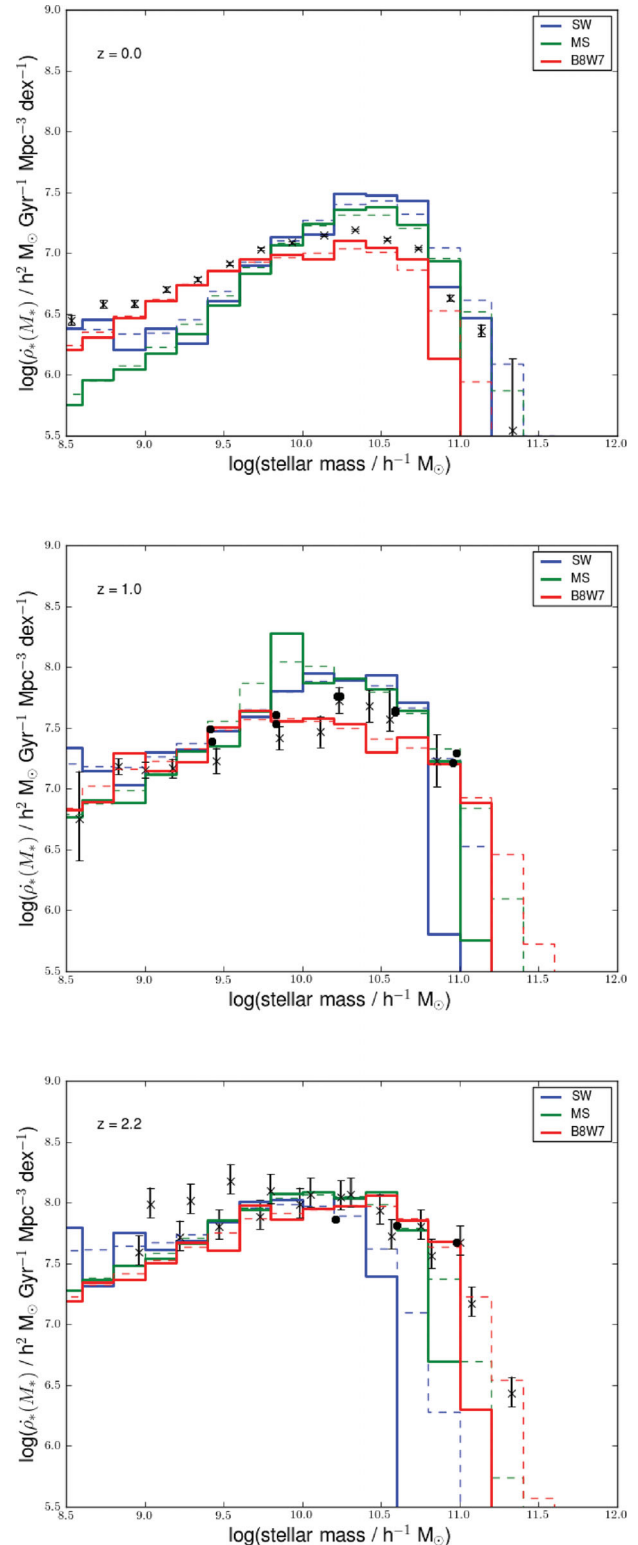 z = 0.0
SW
MS
B8W7
9.0
8.5
8.0
7.5
7.0
6.5
6.0
5.5
log(ρ̇*(M*) / h² M⊙ Gyr⁻¹ Mpc⁻³ dex⁻¹)
8.5 9.0 9.5 10.0 10.5 11.0 11.5 12.0
log(stellar mass / h⁻¹ M⊙)
z = 1.0
SW
MS
B8W7
9.0
8.5
8.0
7.5
7.0
6.5
6.0
5.5
log(ρ̇*(M*) / h² M⊙ Gyr⁻¹ Mpc⁻³ dex⁻¹)
8.5 9.0 9.5 10.0 10.5 11.0 11.5 12.0
log(stellar mass / h⁻¹ M⊙)
z = 2.2
SW
MS
B8W7
9.0
8.5
8.0
7.5
7.0
6.5
6.0
5.5
log(ρ̇*(M*) / h² M⊙ Gyr⁻¹ Mpc⁻³ dex⁻¹)
8.5 9.0 9.5 10.0 10.5 11.0 11.5 12.0
log(stellar mass / h⁻¹ M⊙)